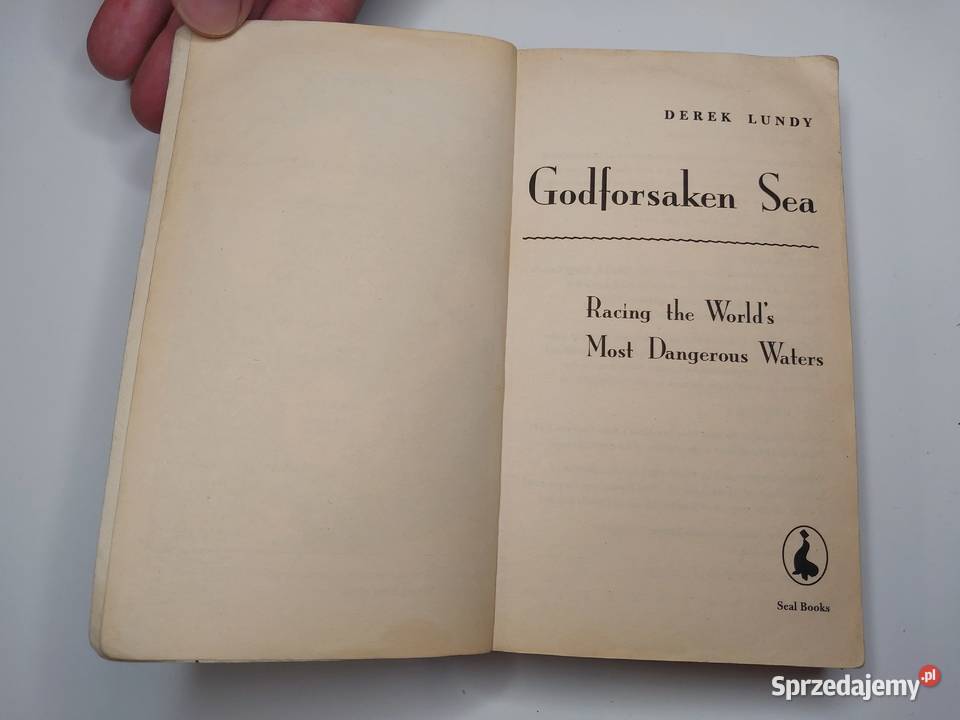 DEREK LUNDY
Godforsaken Sea
Racing the World's
Most Dangerous Waters
Seal Books
Sprzedajemy.pl